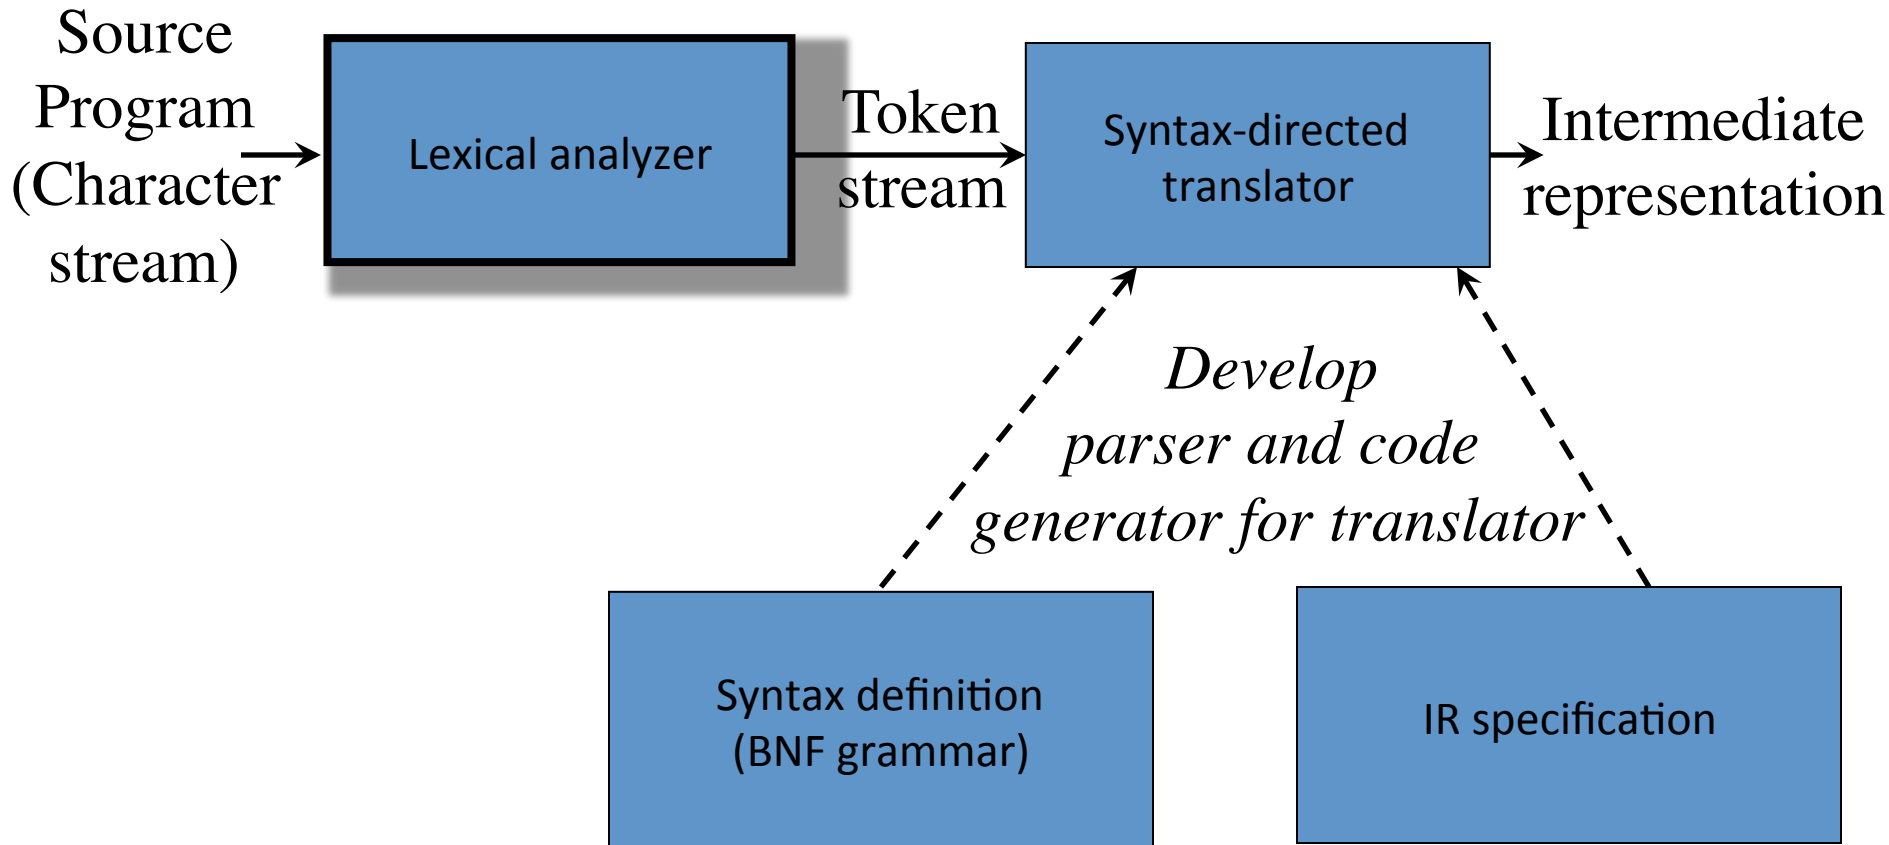 Source
Program
(Character
stream)
Lexical analyzer
Token
stream
Syntax-directed
translator
Intermediate
representation
Develop
parser and code
generator for translator
Syntax definition
(BNF grammar)
IR specification